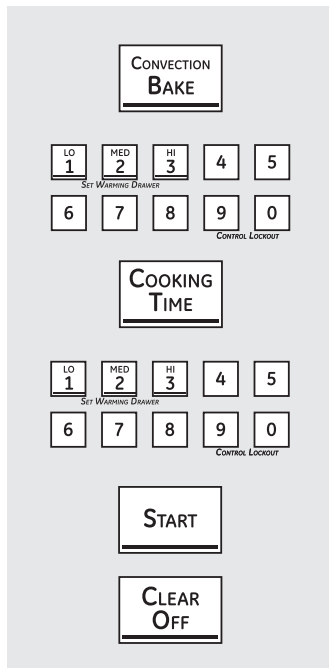 CONVECTION
BAKE
LO MED HI
1 2 3 4 5
SET WARMING DRAWER
6 7 8 9 0
CONTROL LOCKOUT
COOKING
TIME
LO MED HI
1 2 3 4 5
SET WARMING DRAWER
6 7 8 9 0
CONTROL LOCKOUT
START
CLEAR
OFF